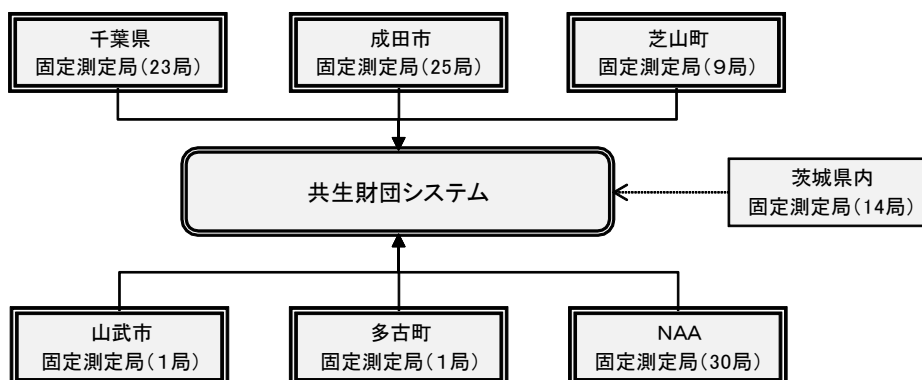 千葉県
固定測定局（23局）
成田市
固定測定局（25局）
芝山町
固定測定局（９局）
共生財団システム
茨城県内
固定測定局（14局）
山武市
固定測定局（１局）
多古町
固定測定局（１局）
NAA
固定測定局（30局）